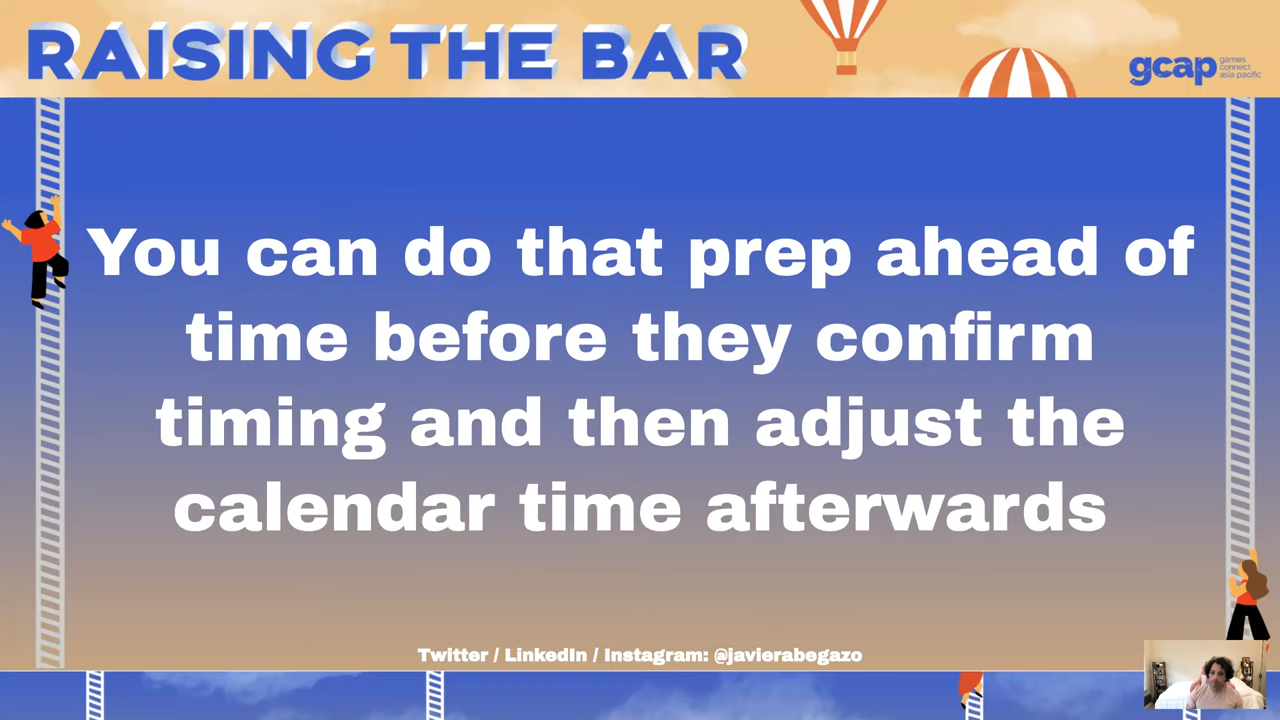 RAISING THE BAR
gcap games
connect
asia pacific
You can do that prep ahead of
time before they confirm
timing and then adjust the
calendar time afterwards
Twitter / LinkedIn / Instagram: @javierabegazo